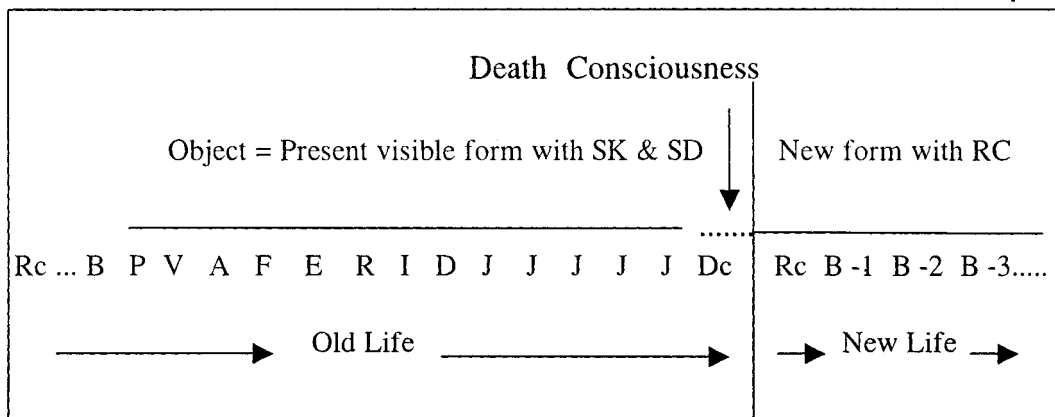 Death Consciousness
Object = Present visible form with SK & SD New form with RC
Rc ... B P V A F E R I D J J J J J Dc Rc B -1 B -2 B -3.....
Old Life New Life